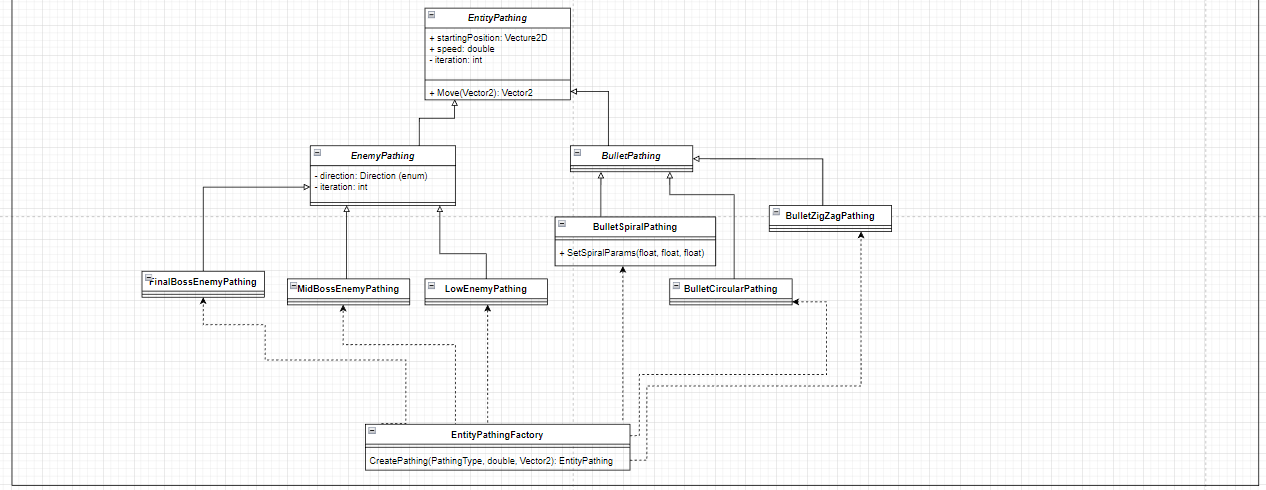 EntityPathing
+ startingPosition: Vecture2D
+ speed: double
- iteration: int
+ Move(Vector2): Vector2
EnemyPathing
- direction: Direction (enum)
- iteration: int
BulletPathing
BulletZigZagPathing
BulletSpiralPathing
+ SetSpiralParams(float, float, float)
FinalBossEnemyPathing
MidBossEnemyPathing
LowEnemyPathing
BulletCircularPathing
EntityPathingFactory
CreatePathing(PathingType, double, Vector2): EntityPathing